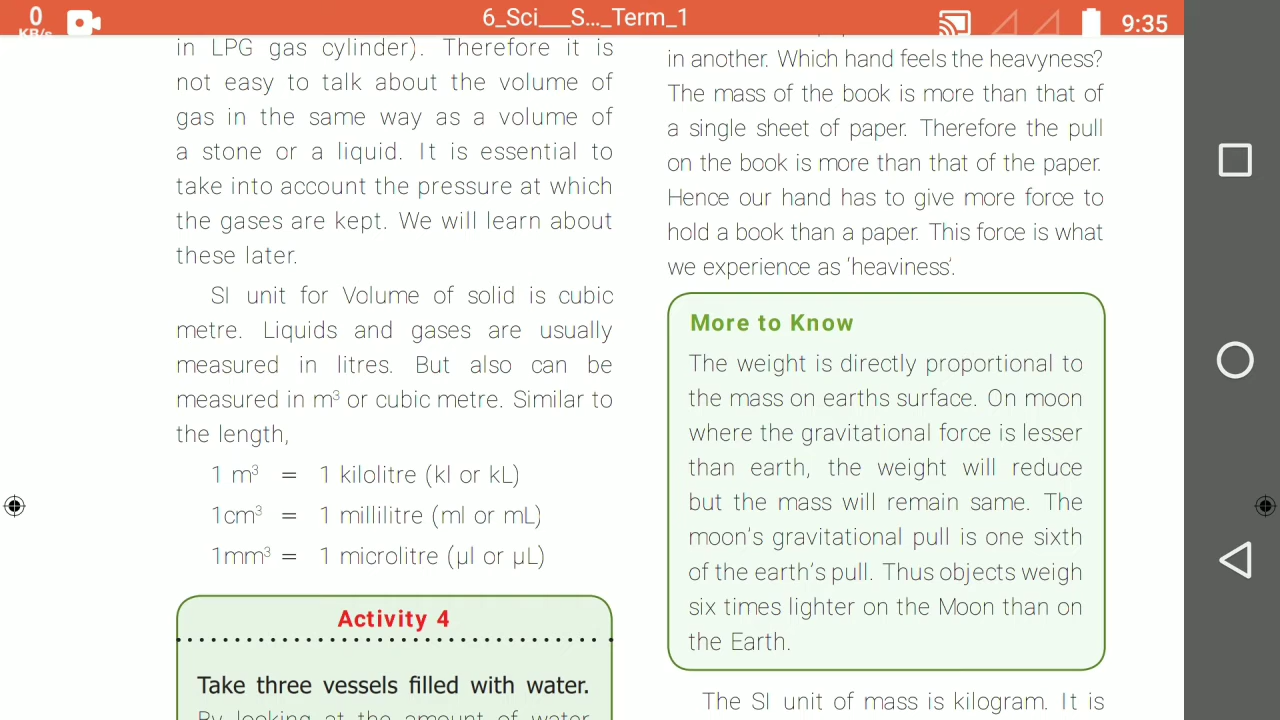 0
KB/s
6_Sci___S..._Term_1
9:35
in LPG gas cylinder). Therefore it is
not easy to talk about the volume of
gas in the same way as a volume of
a stone or a liquid. It is essential to
take into account the pressure at which
the gases are kept. We will learn about
these later.
SI unit for Volume of solid is cubic
metre. Liquids and gases are usually
measured in litres. But also can be
measured in m³ or cubic metre. Similar to
the length,
1 m³ = 1 kilolitre (kl or kL)
1cm³ = 1 millilitre (ml or mL)
1mm³ = 1 microlitre (µl or µL)
Activity 4
Take three vessels filled with water.
By looking at the amount of water
in another. Which hand feels the heavyness?
The mass of the book is more than that of
a single sheet of paper. Therefore the pull
on the book is more than that of the paper.
Hence our hand has to give more force to
hold a book than a paper. This force is what
we experience as ‘heaviness’.
More to Know
The weight is directly proportional to
the mass on earths surface. On moon
where the gravitational force is lesser
than earth, the weight will reduce
but the mass will remain same. The
moon’s gravitational pull is one sixth
of the earth’s pull. Thus objects weigh
six times lighter on the Moon than on
the Earth.
The SI unit of mass is kilogram. It is